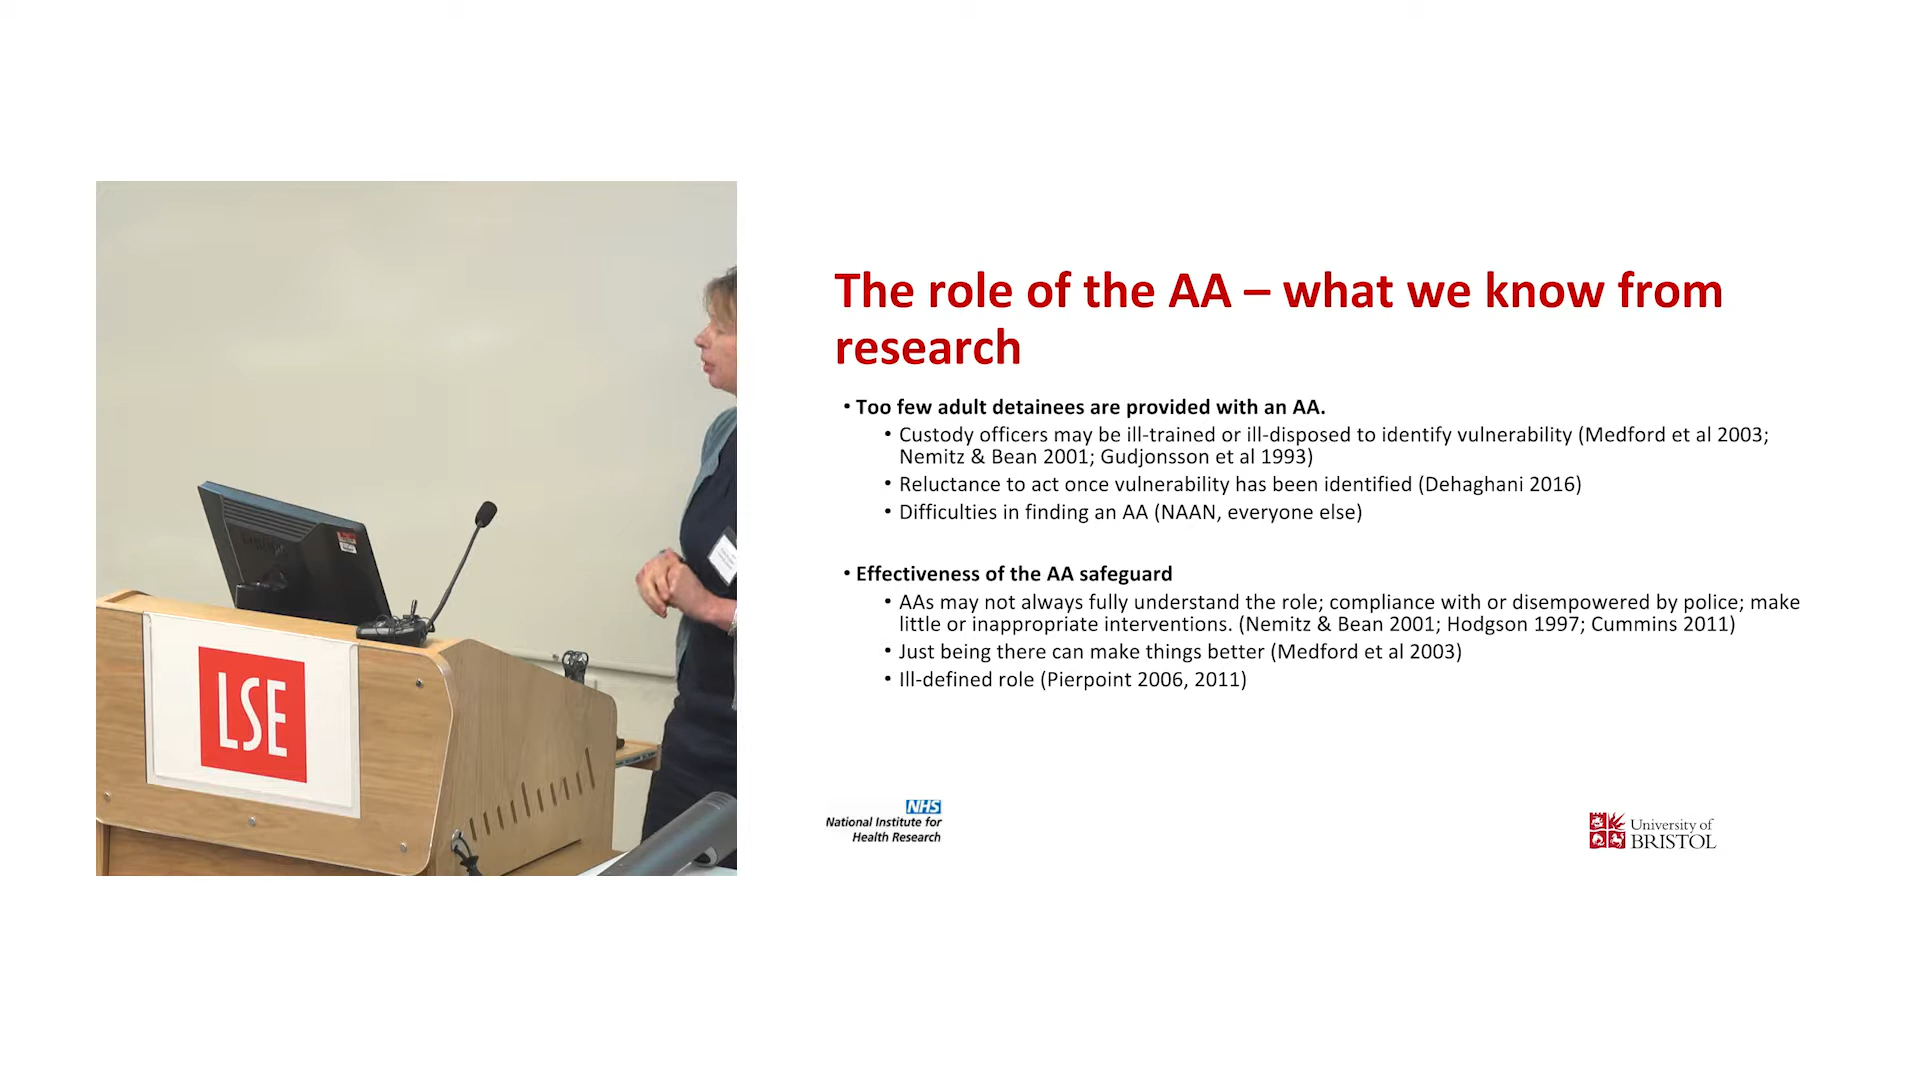 The role of the AA – what we know from
research
• Too few adult detainees are provided with an AA.
• Custody officers may be ill-trained or ill-disposed to identify vulnerability (Medford et al 2003;
Nemitz & Bean 2001; Gudjonsson et al 1993)
• Reluctance to act once vulnerability has been identified (Dehaghani 2016)
• Difficulties in finding an AA (NAAN, everyone else)
• Effectiveness of the AA safeguard
• AAs may not always fully understand the role; compliance with or disempowered by police; make
little or inappropriate interventions. (Nemitz & Bean 2001; Hodgson 1997; Cummins 2011)
• Just being there can make things better (Medford et al 2003)
• Ill-defined role (Pierpoint 2006, 2011)
LSE
NHS
National Institute for
Health Research
University of
BRISTOL